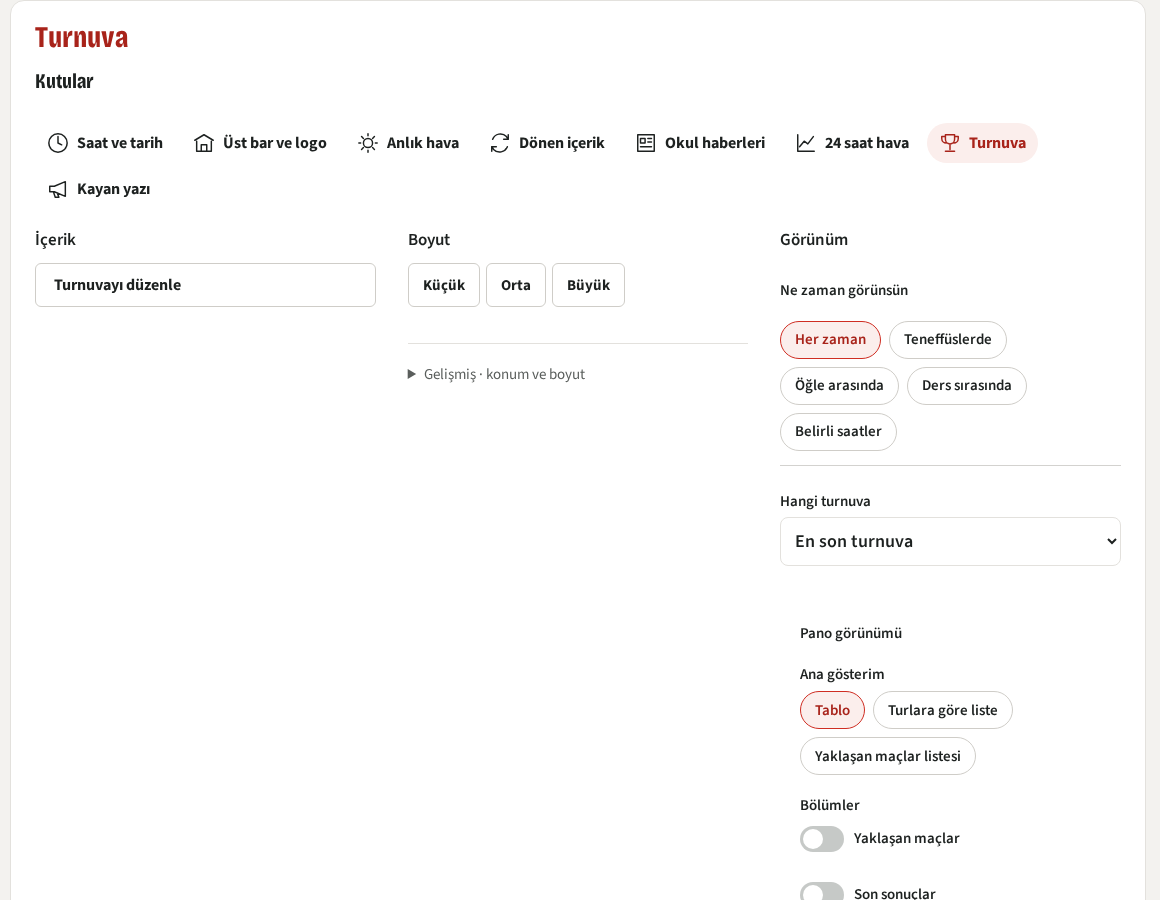 Turnuva
Kutular
Saat ve tarih
Üst bar ve logo
Anlık hava
Dönen içerik
Okul haberleri
24 saat hava
Turnuva
Kayan yazı
İçerik
Turnuvayı düzenle
Boyut
Küçük
Orta
Büyük
Gelişmiş · konum ve boyut
Görünüm
Ne zaman görünsün
Her zaman
Teneffüslerde
Öğle arasında
Ders sırasında
Belirli saatler
Hangi turnuva
En son turnuva
Pano görünümü
Ana gösterim
Tablo
Turlara göre liste
Yaklaşan maçlar listesi
Bölümler
Yaklaşan maçlar
Son sonuçlar